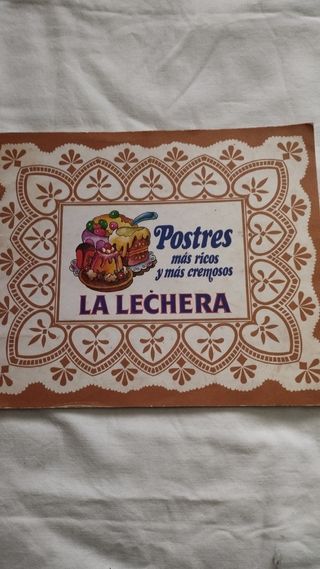 Postres
más ricos
y más cremosos
LA LECHERA